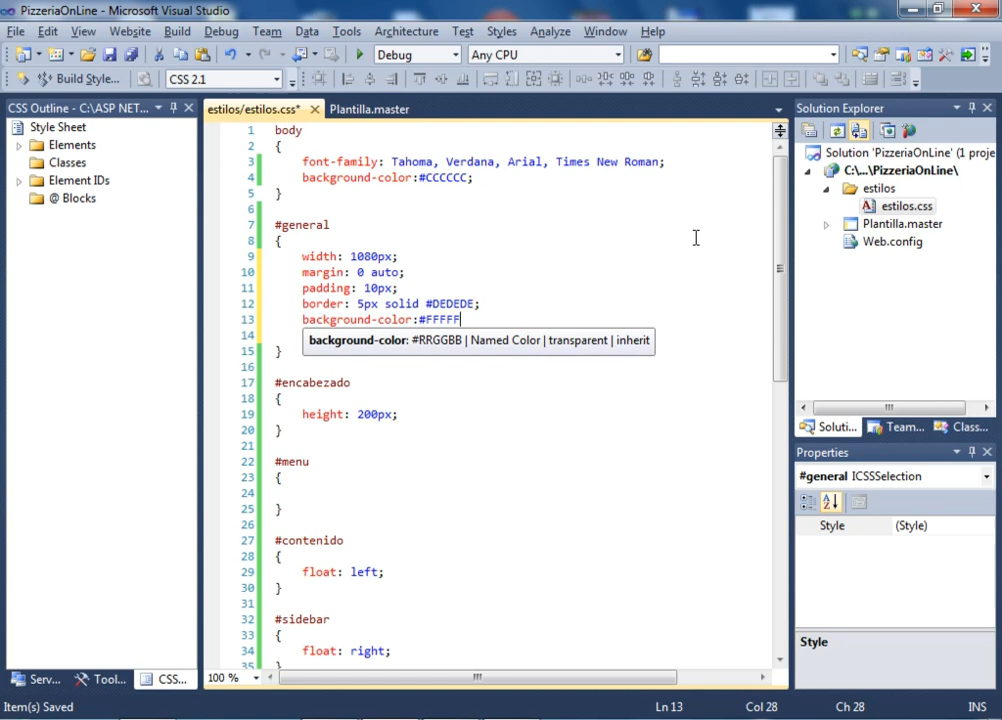 PizzeriaOnLine - Microsoft Visual Studio
File Edit View Website Build Debug Team Data Tools Architecture Test Styles Analyze Window Help
Debug Any CPU
Build Style... CSS 2.1
CSS Outline - C:\ASP NET...
Style Sheet
Elements
Classes
Element IDs
@ Blocks
Serv... Tool... CSS...
estilos/estilos.css* Plantilla.master
1 body
2 {
3 font-family: Tahoma, Verdana, Arial, Times New Roman;
4 background-color:#CCCCCC;
5 }
6
7 #general
8 {
9 width: 1080px;
10 margin: 0 auto;
11 padding: 10px;
12 border: 5px solid #DEDEDE;
13 background-color:#FFFFF
14 background-color: #RRGGBB | Named Color | transparent | inherit
15 }
16
17 #encabezado
18 {
19 height: 200px;
20 }
21
22 #menu
23 {
24
25 }
26
27 #contenido
28 {
29 float: left;
30 }
31
32 #sidebar
33 {
34 float: right;
35 }
100 %
Solution Explorer
Solution 'PizzeriaOnLine' (1 proje
C:\...\PizzeriaOnLine\
estilos
estilos.css
Plantilla.master
Web.config
Soluti... Team... Class...
Properties
#general ICSSSelection
Style (Style)
Style
Item(s) Saved Ln 13 Col 28 Ch 28 INS